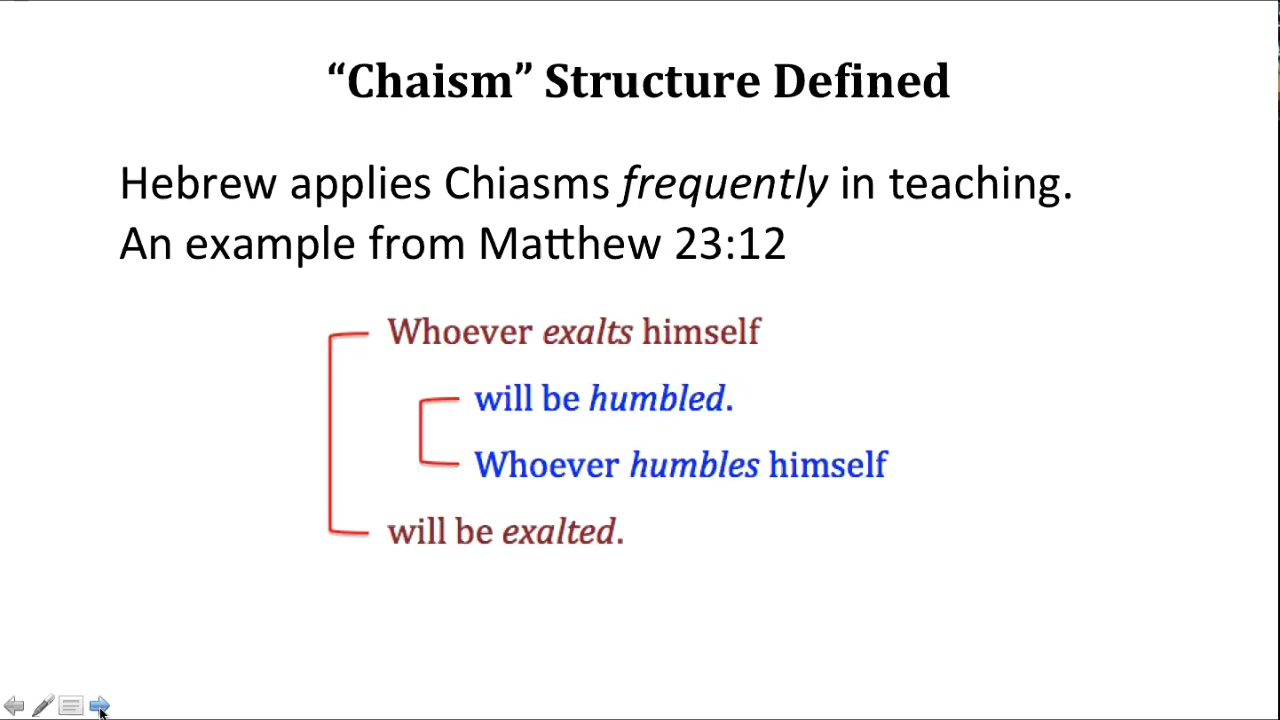 “Chaism” Structure Defined
Hebrew applies Chiasms frequently in teaching.
An example from Matthew 23:12
Whoever exalts himself
will be humbled.
Whoever humbles himself
will be exalted.